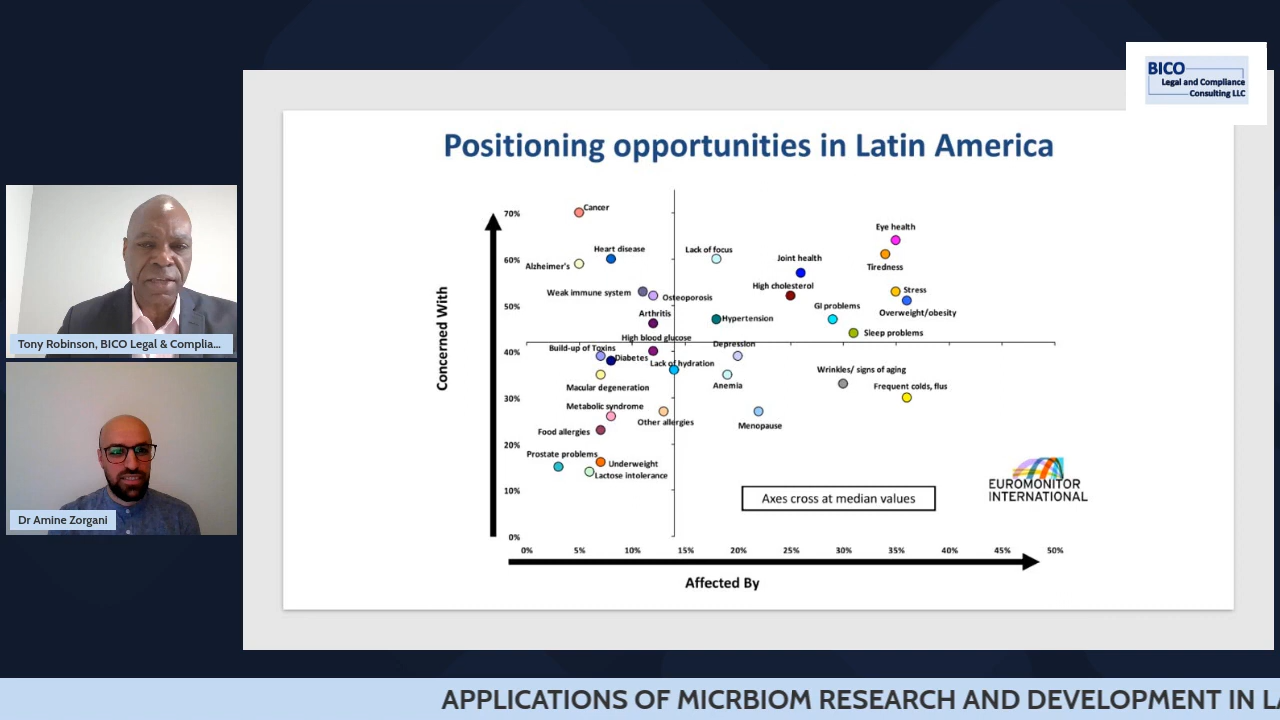 BICO
Legal and Compliance
Consulting LLC
Positioning opportunities in Latin America
Concerned With
70%
60%
50%
40%
30%
20%
10%
0%
Cancer
Eye health
Heart disease
Lack of focus
Joint health
Alzheimer's
Tiredness
High cholesterol
Weak immune system
Osteoporosis
Stress
GI problems
Overweight/obesity
Arthritis
Hypertension
Sleep problems
High blood glucose
Depression
Build-up of Toxins
Diabetes
Lack of hydration
Wrinkles/ signs of aging
Macular degeneration
Anemia
Frequent colds, flus
Metabolic syndrome
Other allergies
Menopause
Food allergies
Prostate problems
Underweight
Lactose intolerance
Axes cross at median values
EUROMONITOR
INTERNATIONAL
0% 5% 10% 15% 20% 25% 30% 35% 40% 45% 50%
Affected By
Tony Robinson, BICO Legal & Complia...
Dr Amine Zorgani
APPLICATIONS OF MICRBIOM RESEARCH AND DEVELOPMENT IN LA